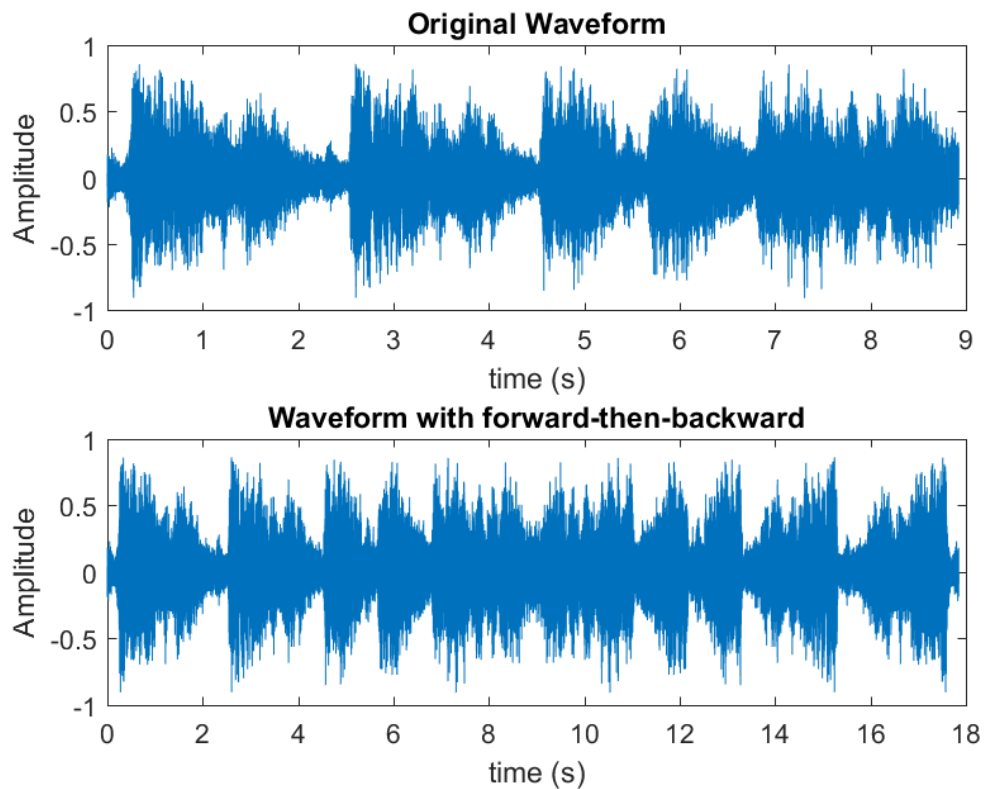 Original Waveform
1
0.5
0
-0.5
-1
Amplitude
0 1 2 3 4 5 6 7 8 9
time (s)
Waveform with forward-then-backward
1
0.5
0
-0.5
-1
Amplitude
0 2 4 6 8 10 12 14 16 18
time (s)